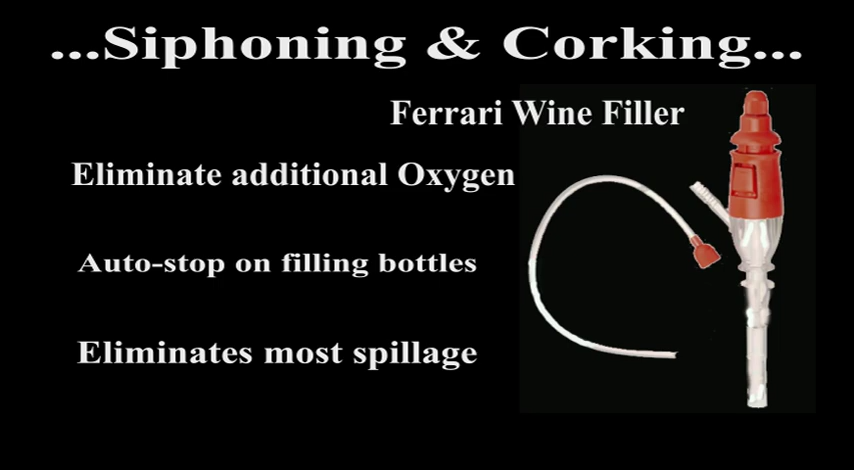 ...Siphoning & Corking...
Ferrari Wine Filler
Eliminate additional Oxygen
Auto-stop on filling bottles
Eliminates most spillage